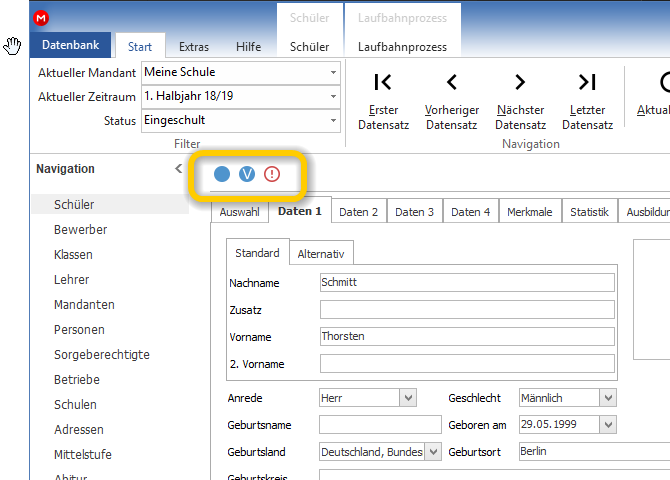 M
Schüler
Laufbahnprozess
Datenbank Start Extras Hilfe Schüler Laufbahnprozess
Aktueller Mandant Meine Schule
Aktueller Zeitraum 1. Halbjahr 18/19
Status Eingeschult
Filter
Erster Datensatz
Vorheriger Datensatz
Nächster Datensatz
Letzter Datensatz
Navigation
Navigation
V !
Schüler
Bewerber
Klassen
Lehrer
Mandanten
Personen
Sorgeberechtigte
Betriebe
Schulen
Adressen
Mittelstufe
Abitur
Auswahl Daten 1 Daten 2 Daten 3 Daten 4 Merkmale Statistik
Standard Alternativ
Nachname Schmitt
Zusatz
Vorname Thorsten
2. Vorname
Anrede Herr Geschlecht Männlich
Geburtsname Geboren am 29.05.1999
Geburtsland Deutschland, Bundes Geburtsort Berlin
Geburtskreis